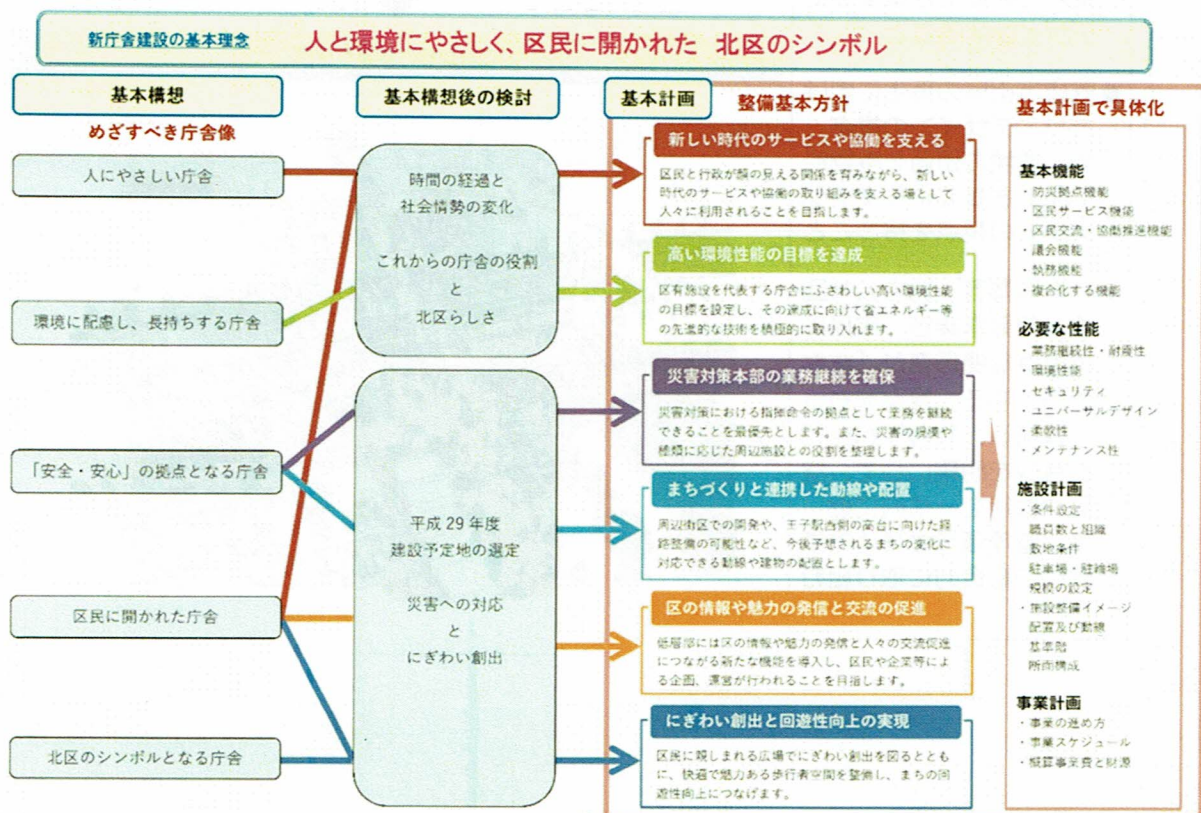 新庁舎建設の基本理念 人と環境にやさしく、区民に開かれた 北区のシンボル
基本構想
めざすべき庁舎像
人にやさしい庁舎
環境に配慮し、長持ちする庁舎
「安全・安心」の拠点となる庁舎
区民に開かれた庁舎
北区のシンボルとなる庁舎
基本構想後の検討
時間の経過と
社会情勢の変化
これからの庁舎の役割
と
北区らしさ
平成29年度
建設予定地の選定
災害への対応
と
にぎわい創出
基本計画
整備基本方針
新しい時代のサービスや協働を支える
区民と行政が顔の見える関係を育みながら、新しい
時代のサービスや協働の取り組みを支える場として
人々に利用されることを目指します。
高い環境性能の目標を達成
区有施設を代表する庁舎にふさわしい高い環境性能
の目標を設定し、その達成に向けて省エネルギー等
の先進的な技術を積極的に取り入れます。
災害対策本部の業務継続を確保
災害対策における指揮命令の拠点として業務を継続
できることを最優先とします。また、災害の規模や
種類に応じた周辺施設との役割を整理します。
まちづくりと連携した動線や配置
周辺街区での開発や、王子駅西側の高台に向けた経
路整備の可能性など、今後予想されるまちの変化に
対応できる動線や建物の配置とします。
区の情報や魅力の発信と交流の促進
低層部には区の情報や魅力の発信と人々の交流促進
につながる新たな機能を導入し、区民や企業等によ
る企画、運営が行われることを目指します。
にぎわい創出と回遊性向上の実現
区民に親しまれる広場でにぎわい創出を図るととも
に、快適で魅力ある歩行者空間を整備し、まちの回
遊性向上につなげます。
基本計画で具体化
基本機能
・防災拠点機能
・区民サービス機能
・区民交流・協働推進機能
・議会機能
・執務機能
・複合化する機能
必要な性能
・業務継続性・耐震性
・環境性能
・セキュリティ
・ユニバーサルデザイン
・柔軟性
・メンテナンス性
施設計画
・条件設定
職員数と組織
敷地条件
駐車場・駐輪場
規模の設定
・施設整備イメージ
配置及び動線
基準階
断面構成
事業計画
・事業の進め方
・事業スケジュール
・概算事業費と財源